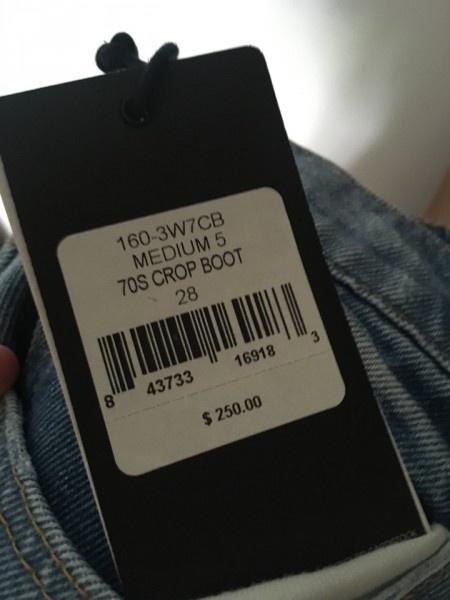 160-3W7CB
MEDIUM 5
70S CROP BOOT
28
8 43733 16918 3
$ 250.00